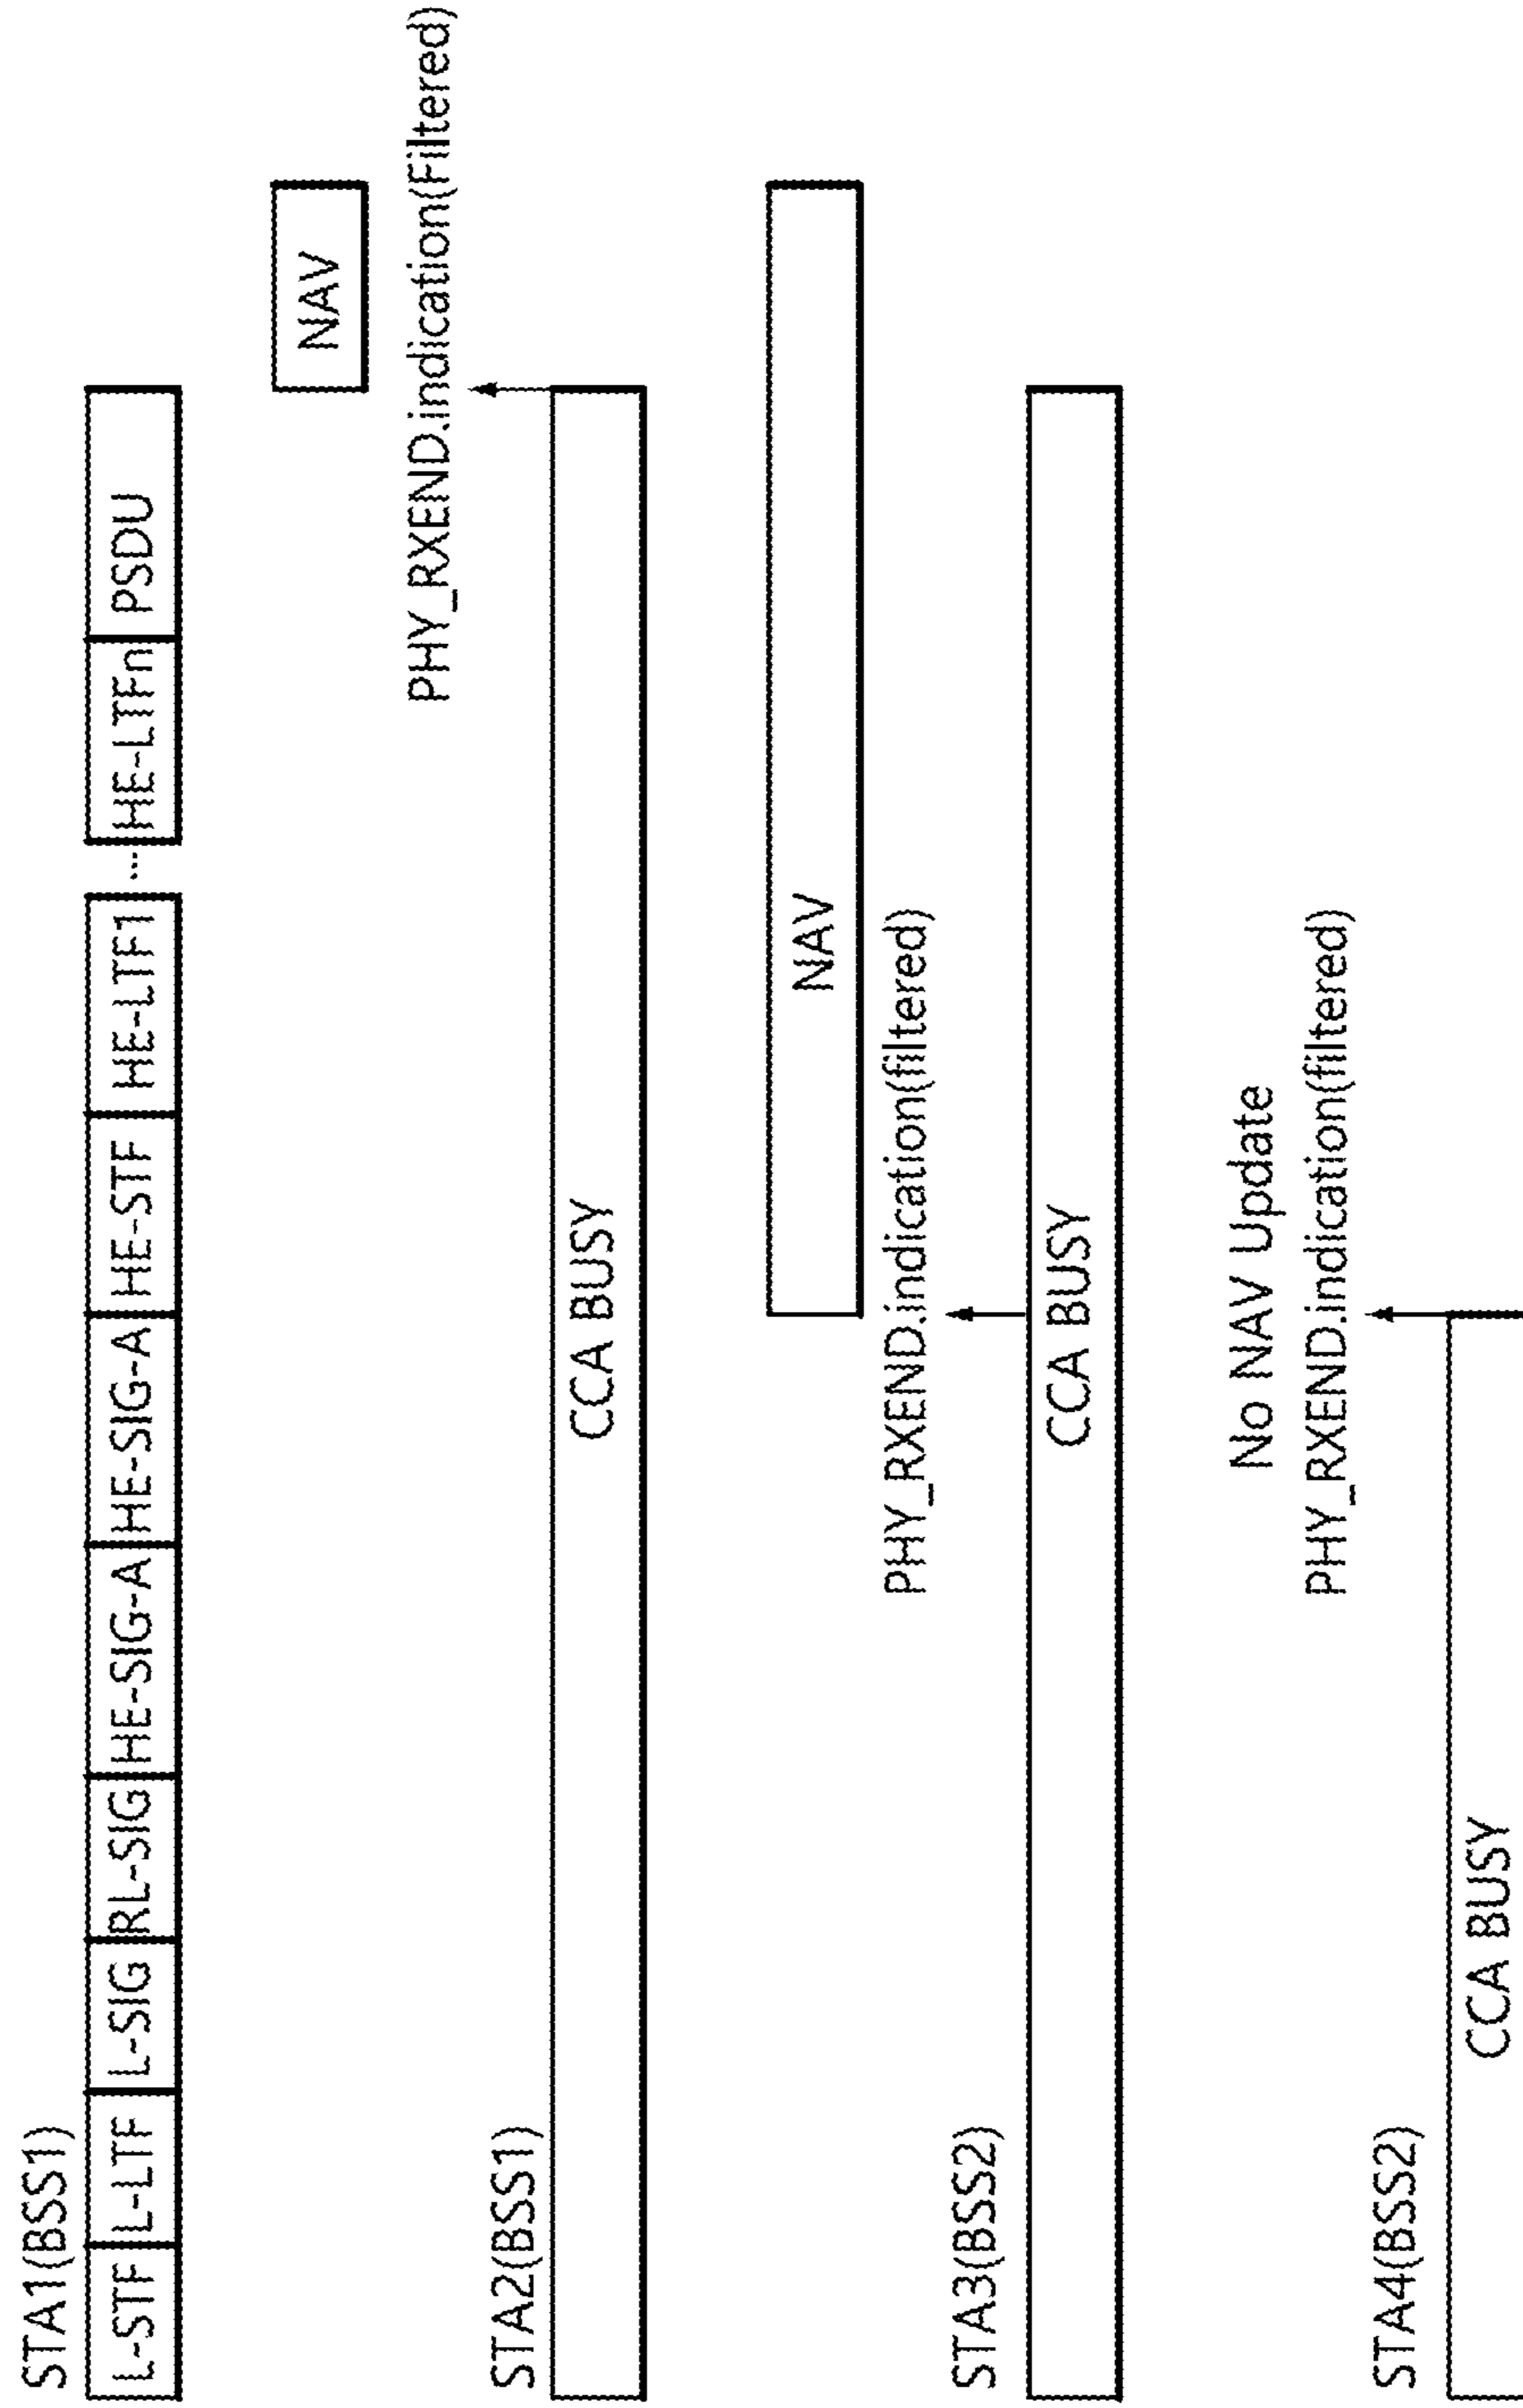 STA1(BSS1)
L-STF L-LTF L-SIG RL-SIG HE-SIG-A HE-SIG-A HE-STF HE-LTF1 ... HE-LTFn PSDU
NAV
PHY_RXEND.indication(Filtered)
STA2(BSS1)
CCA BUSY
NAV
PHY_RXEND.indication(filtered)
STA3(BSS2)
CCA BUSY
No NAV Update
PHY_RXEND.indication(filtered)
STA4(BSS2)
CCA BUSY